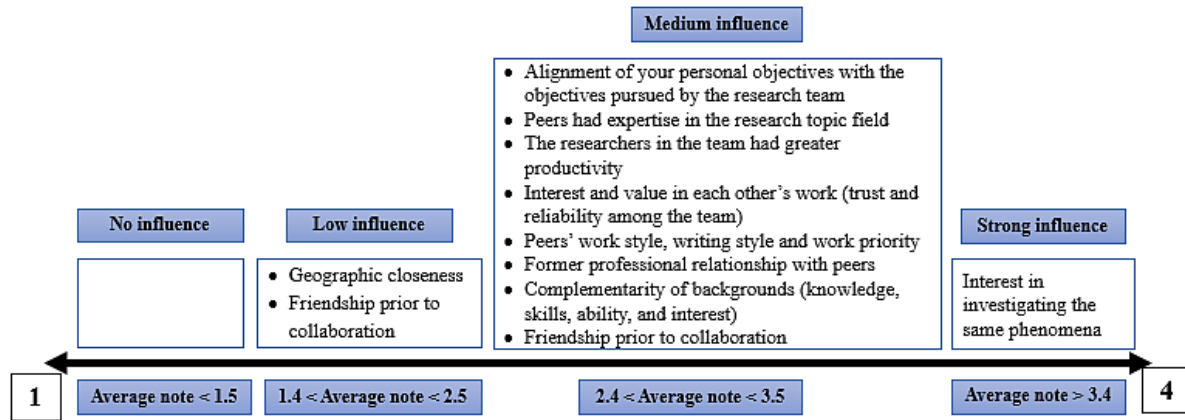 Medium influence
• Alignment of your personal objectives with the
objectives pursued by the research team
• Peers had expertise in the research topic field
• The researchers in the team had greater
productivity
• Interest and value in each other's work (trust and
reliability among the team)
• Peers' work style, writing style and work priority
• Former professional relationship with peers
• Complementarity of backgrounds (knowledge,
skills, ability, and interest)
• Friendship prior to collaboration
No influence
Low influence
• Geographic closeness
• Friendship prior to
collaboration
Strong influence
Interest in
investigating the
same phenomena
1
Average note < 1.5
1.4 < Average note < 2.5
2.4 < Average note < 3.5
Average note > 3.4
4